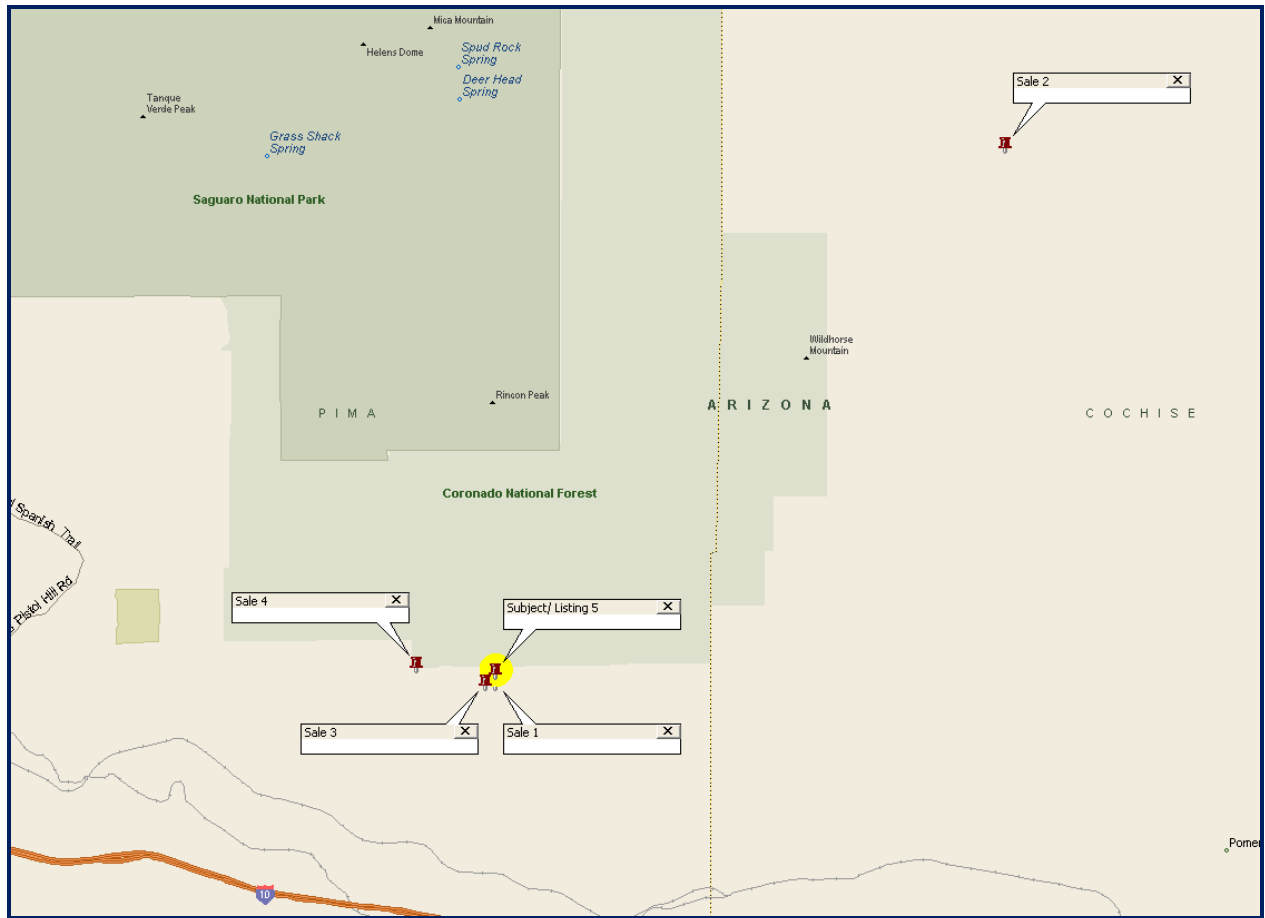 Mica Mountain
Helens Dome
Spud Rock
Spring
Deer Head
Spring
Sale 2
Tanque
Verde Peak
Grass Shack
Spring
Saguaro National Park
Wildhorse
Mountain
Rincon Peak
PIMA
ARIZONA
COCHISE
Coronado National Forest
Spanish Trail
Pistol Hill Rd
Sale 4
Subject/ Listing 5
Sale 3
Sale 1
Pomer
10